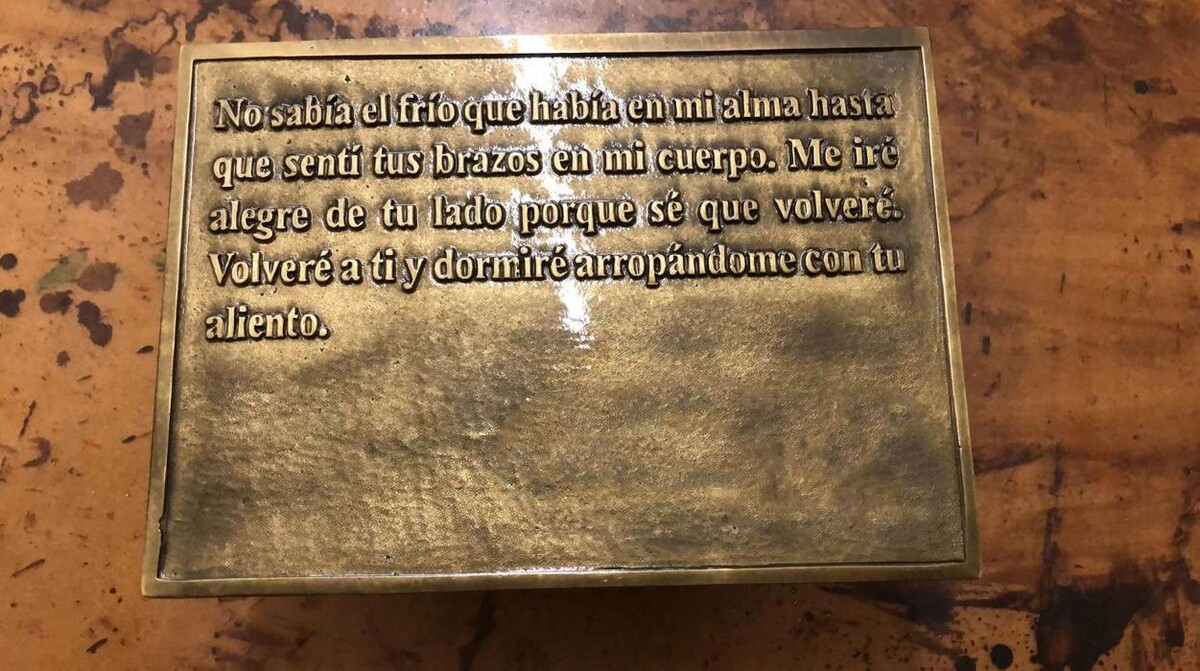 No sabía el frío que había en mi alma hasta
que sentí tus brazos en mi cuerpo. Me iré
alegre de tu lado porque sé que volveré.
Volveré a ti y dormiré arropándome con tu
aliento.